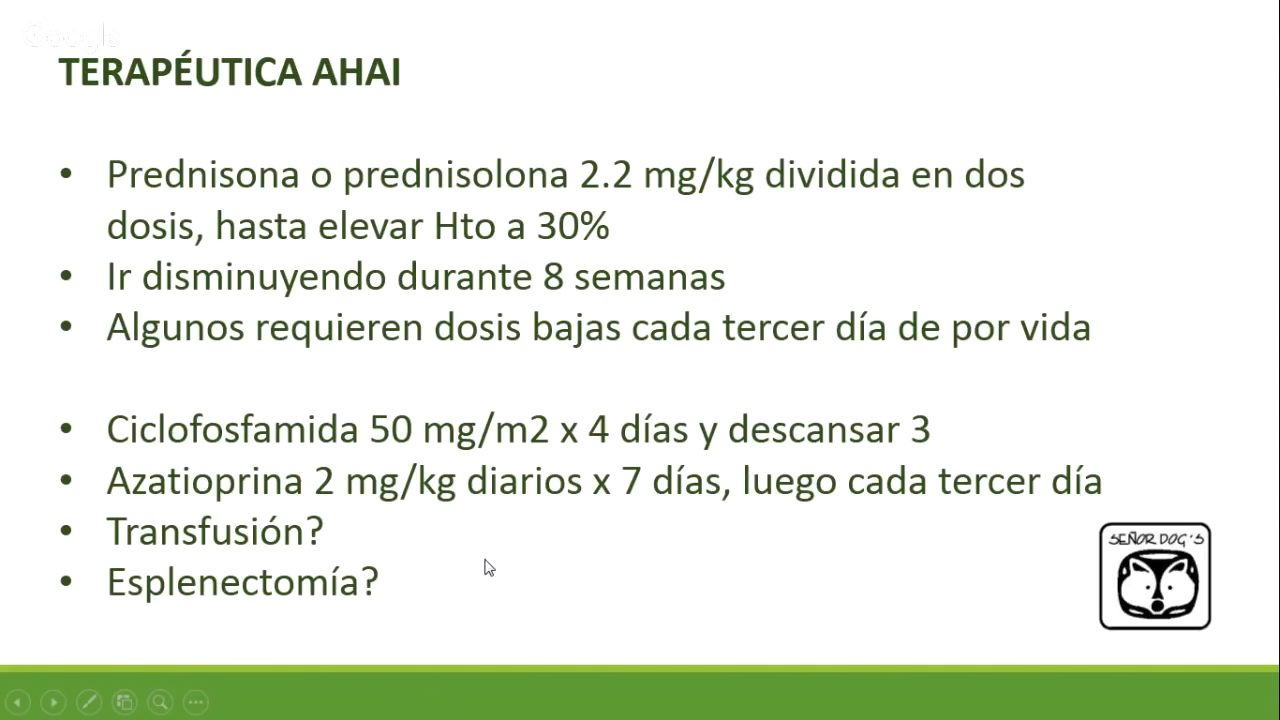 Google
TERAPÉUTICA AHAI
• Prednisona o prednisolona 2.2 mg/kg dividida en dos
dosis, hasta elevar Hto a 30%
• Ir disminuyendo durante 8 semanas
• Algunos requieren dosis bajas cada tercer día de por vida
• Ciclofosfamida 50 mg/m2 x 4 días y descansar 3
• Azatioprina 2 mg/kg diarios x 7 días, luego cada tercer día
• Transfusión?
• Esplenectomía?
SEÑOR DOG'S